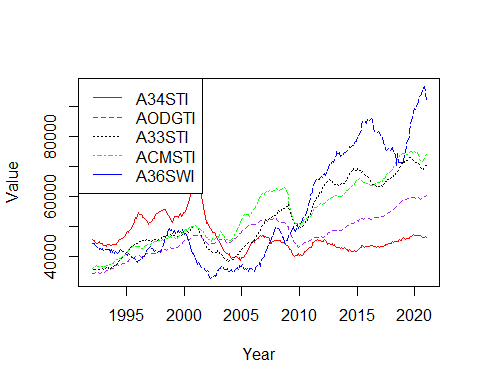 A34STI
AODGTI
A33STI
ACMSTI
A36SWI
Value
80000
60000
40000
1995
2000
2005
2010
2015
2020
Year